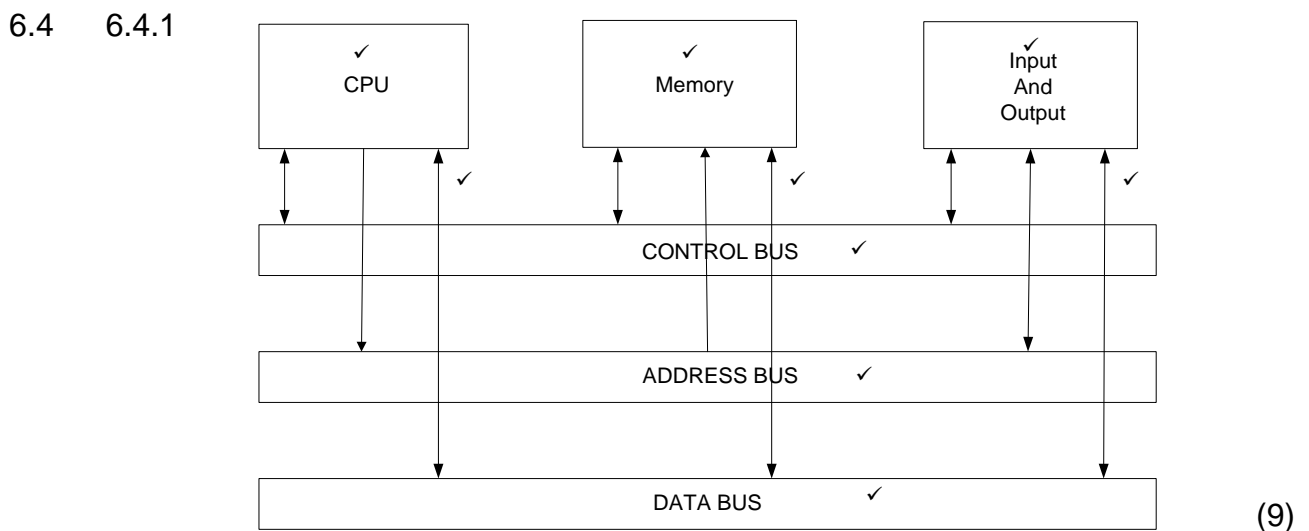 6.4 6.4.1
✓ ✓ ✓
CPU Memory Input
And
Output
✓ ✓ ✓
CONTROL BUS ✓
ADDRESS BUS ✓
DATA BUS ✓
(9)